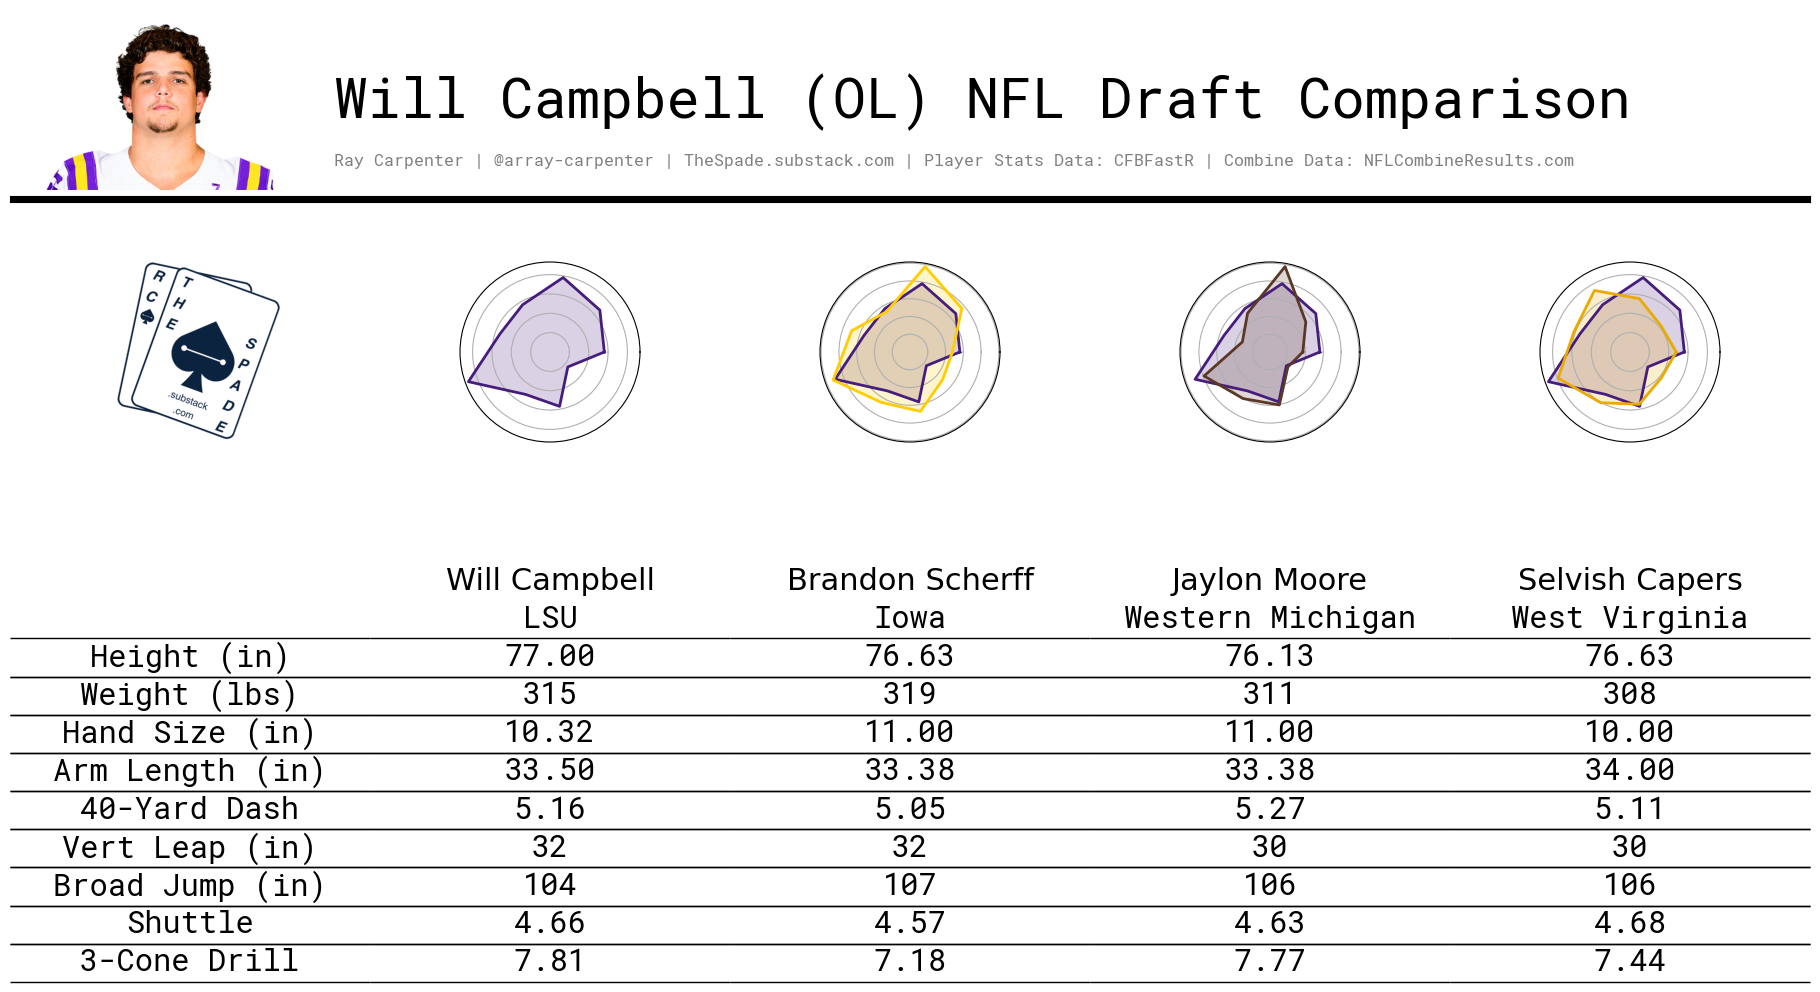 Will Campbell (OL) NFL Draft Comparison
Ray Carpenter | @array-carpenter | TheSpade.substack.com | Player Stats Data: CFBFastR | Combine Data: NFLCombineResults.com
RC
THE
SPADE
.substack
.com
Will Campbell Brandon Scherff Jaylon Moore Selvish Capers
LSU Iowa Western Michigan West Virginia
Height (in) 77.00 76.63 76.13 76.63
Weight (lbs) 315 319 311 308
Hand Size (in) 10.32 11.00 11.00 10.00
Arm Length (in) 33.50 33.38 33.38 34.00
40-Yard Dash 5.16 5.05 5.27 5.11
Vert Leap (in) 32 32 30 30
Broad Jump (in) 104 107 106 106
Shuttle 4.66 4.57 4.63 4.68
3-Cone Drill 7.81 7.18 7.77 7.44